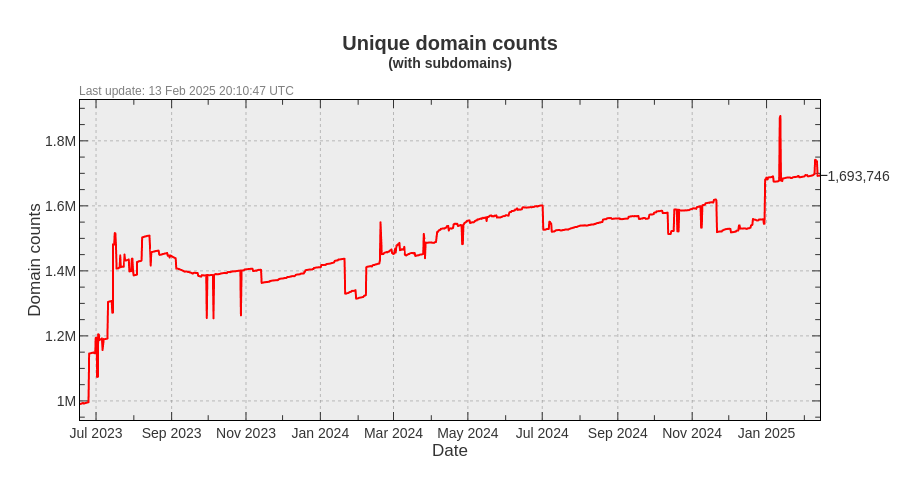 Unique domain counts
(with subdomains)
Last update: 13 Feb 2025 20:10:47 UTC
1.8M
1,693,746
1.6M
1.4M
1.2M
1M
Domain counts
Jul 2023 Sep 2023 Nov 2023 Jan 2024 Mar 2024 May 2024 Jul 2024 Sep 2024 Nov 2024 Jan 2025
Date